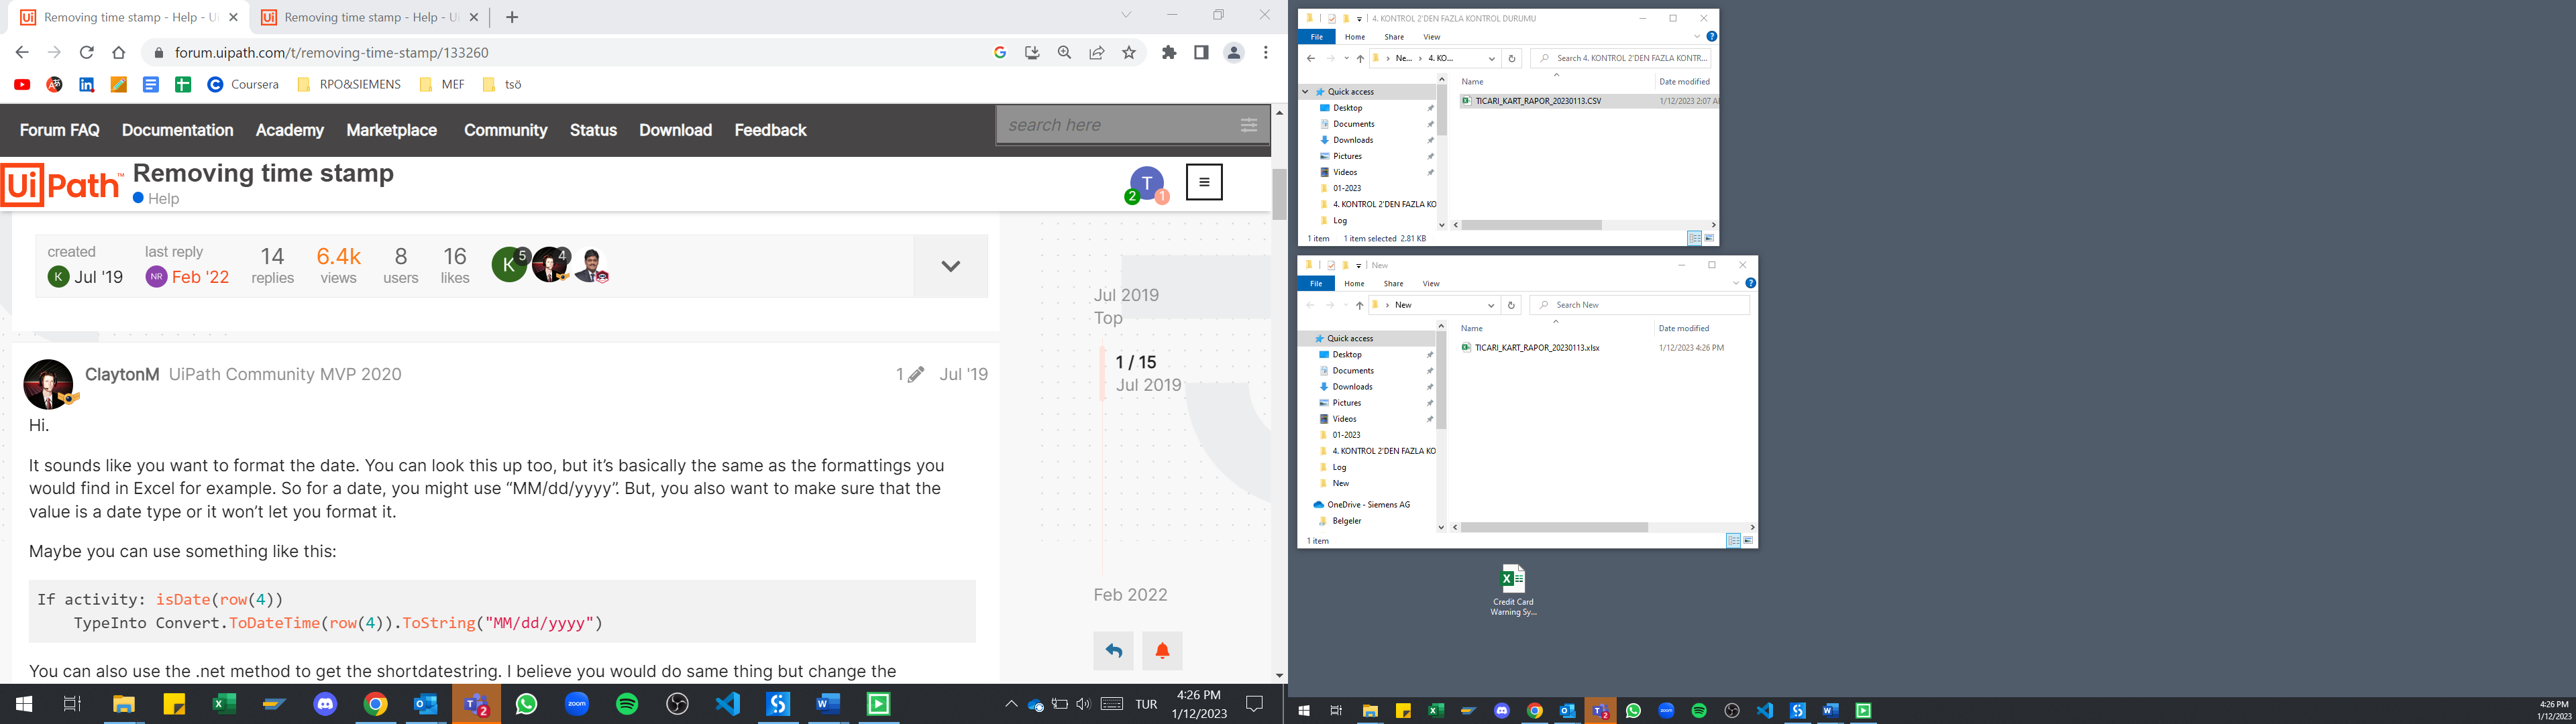 Removing time stamp - Help - Ui
Removing time stamp - Help - Ui
forum.uipath.com/t/removing-time-stamp/133260
Coursera
RPO&SIEMENS
MEF
tsö
Forum FAQ
Documentation
Academy
Marketplace
Community
Status
Download
Feedback
search here
UiPath™
Removing time stamp
Help
T
2
1
created
K Jul '19
last reply
NR Feb '22
14
replies
6.4k
views
8
users
16
likes
K
5
4
Jul 2019
Top
1 / 15
Jul 2019
Feb 2022
ClaytonM UiPath Community MVP 2020
1
Jul '19
Hi.
It sounds like you want to format the date. You can look this up too, but it’s basically the same as the formattings you
would find in Excel for example. So for a date, you might use “MM/dd/yyyy”. But, you also want to make sure that the
value is a date type or it won’t let you format it.
Maybe you can use something like this:
If activity: isDate(row(4))
TypeInto Convert.ToDateTime(row(4)).ToString("MM/dd/yyyy")
You can also use the .net method to get the shortdatestring. I believe you would do same thing but change the
zoom
2
TUR
4:26 PM
1/12/2023
4. KONTROL 2'DEN FAZLA KONTROL DURUMU
File
Home
Share
View
Ne... › 4. KO...
Search 4. KONTROL 2'DEN FAZLA KONTR...
Name
Date modified
Quick access
Desktop
Documents
Downloads
Pictures
Videos
01-2023
4. KONTROL 2'DEN FAZLA KO
Log
TICARI_KART_RAPOR_20230113.CSV
1/12/2023 2:07 A
1 item
1 item selected 2.81 KB
New
File
Home
Share
View
New
Search New
Name
Date modified
Quick access
Desktop
Documents
Downloads
Pictures
Videos
01-2023
4. KONTROL 2'DEN FAZLA KO
Log
New
OneDrive - Siemens AG
Belgeler
TICARI_KART_RAPOR_20230113.xlsx
1/12/2023 4:26 PM
1 item
Credit Card
Warning Sy...
zoom
2
4:26 PM
1/12/2023